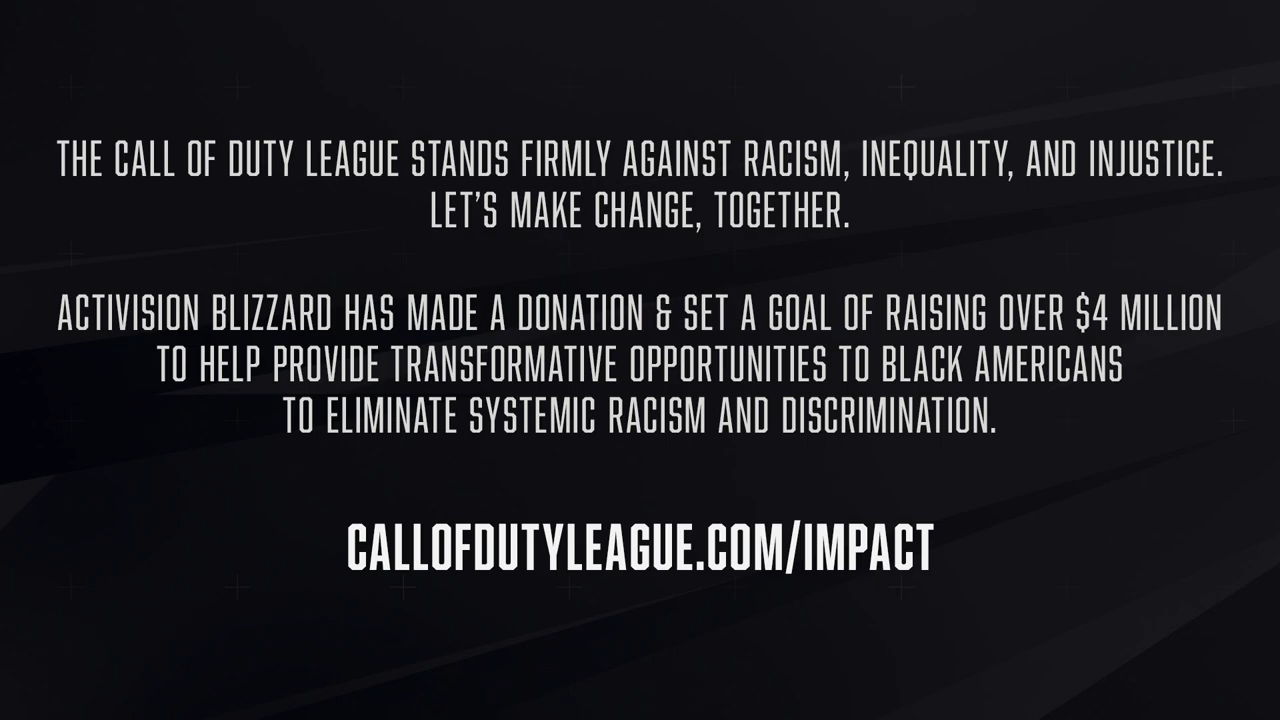 THE CALL OF DUTY LEAGUE STANDS FIRMLY AGAINST RACISM, INEQUALITY, AND INJUSTICE.
LET’S MAKE CHANGE, TOGETHER.
ACTIVISION BLIZZARD HAS MADE A DONATION & SET A GOAL OF RAISING OVER $4 MILLION
TO HELP PROVIDE TRANSFORMATIVE OPPORTUNITIES TO BLACK AMERICANS
TO ELIMINATE SYSTEMIC RACISM AND DISCRIMINATION.
CALLOFDUTYLEAGUE.COM/IMPACT